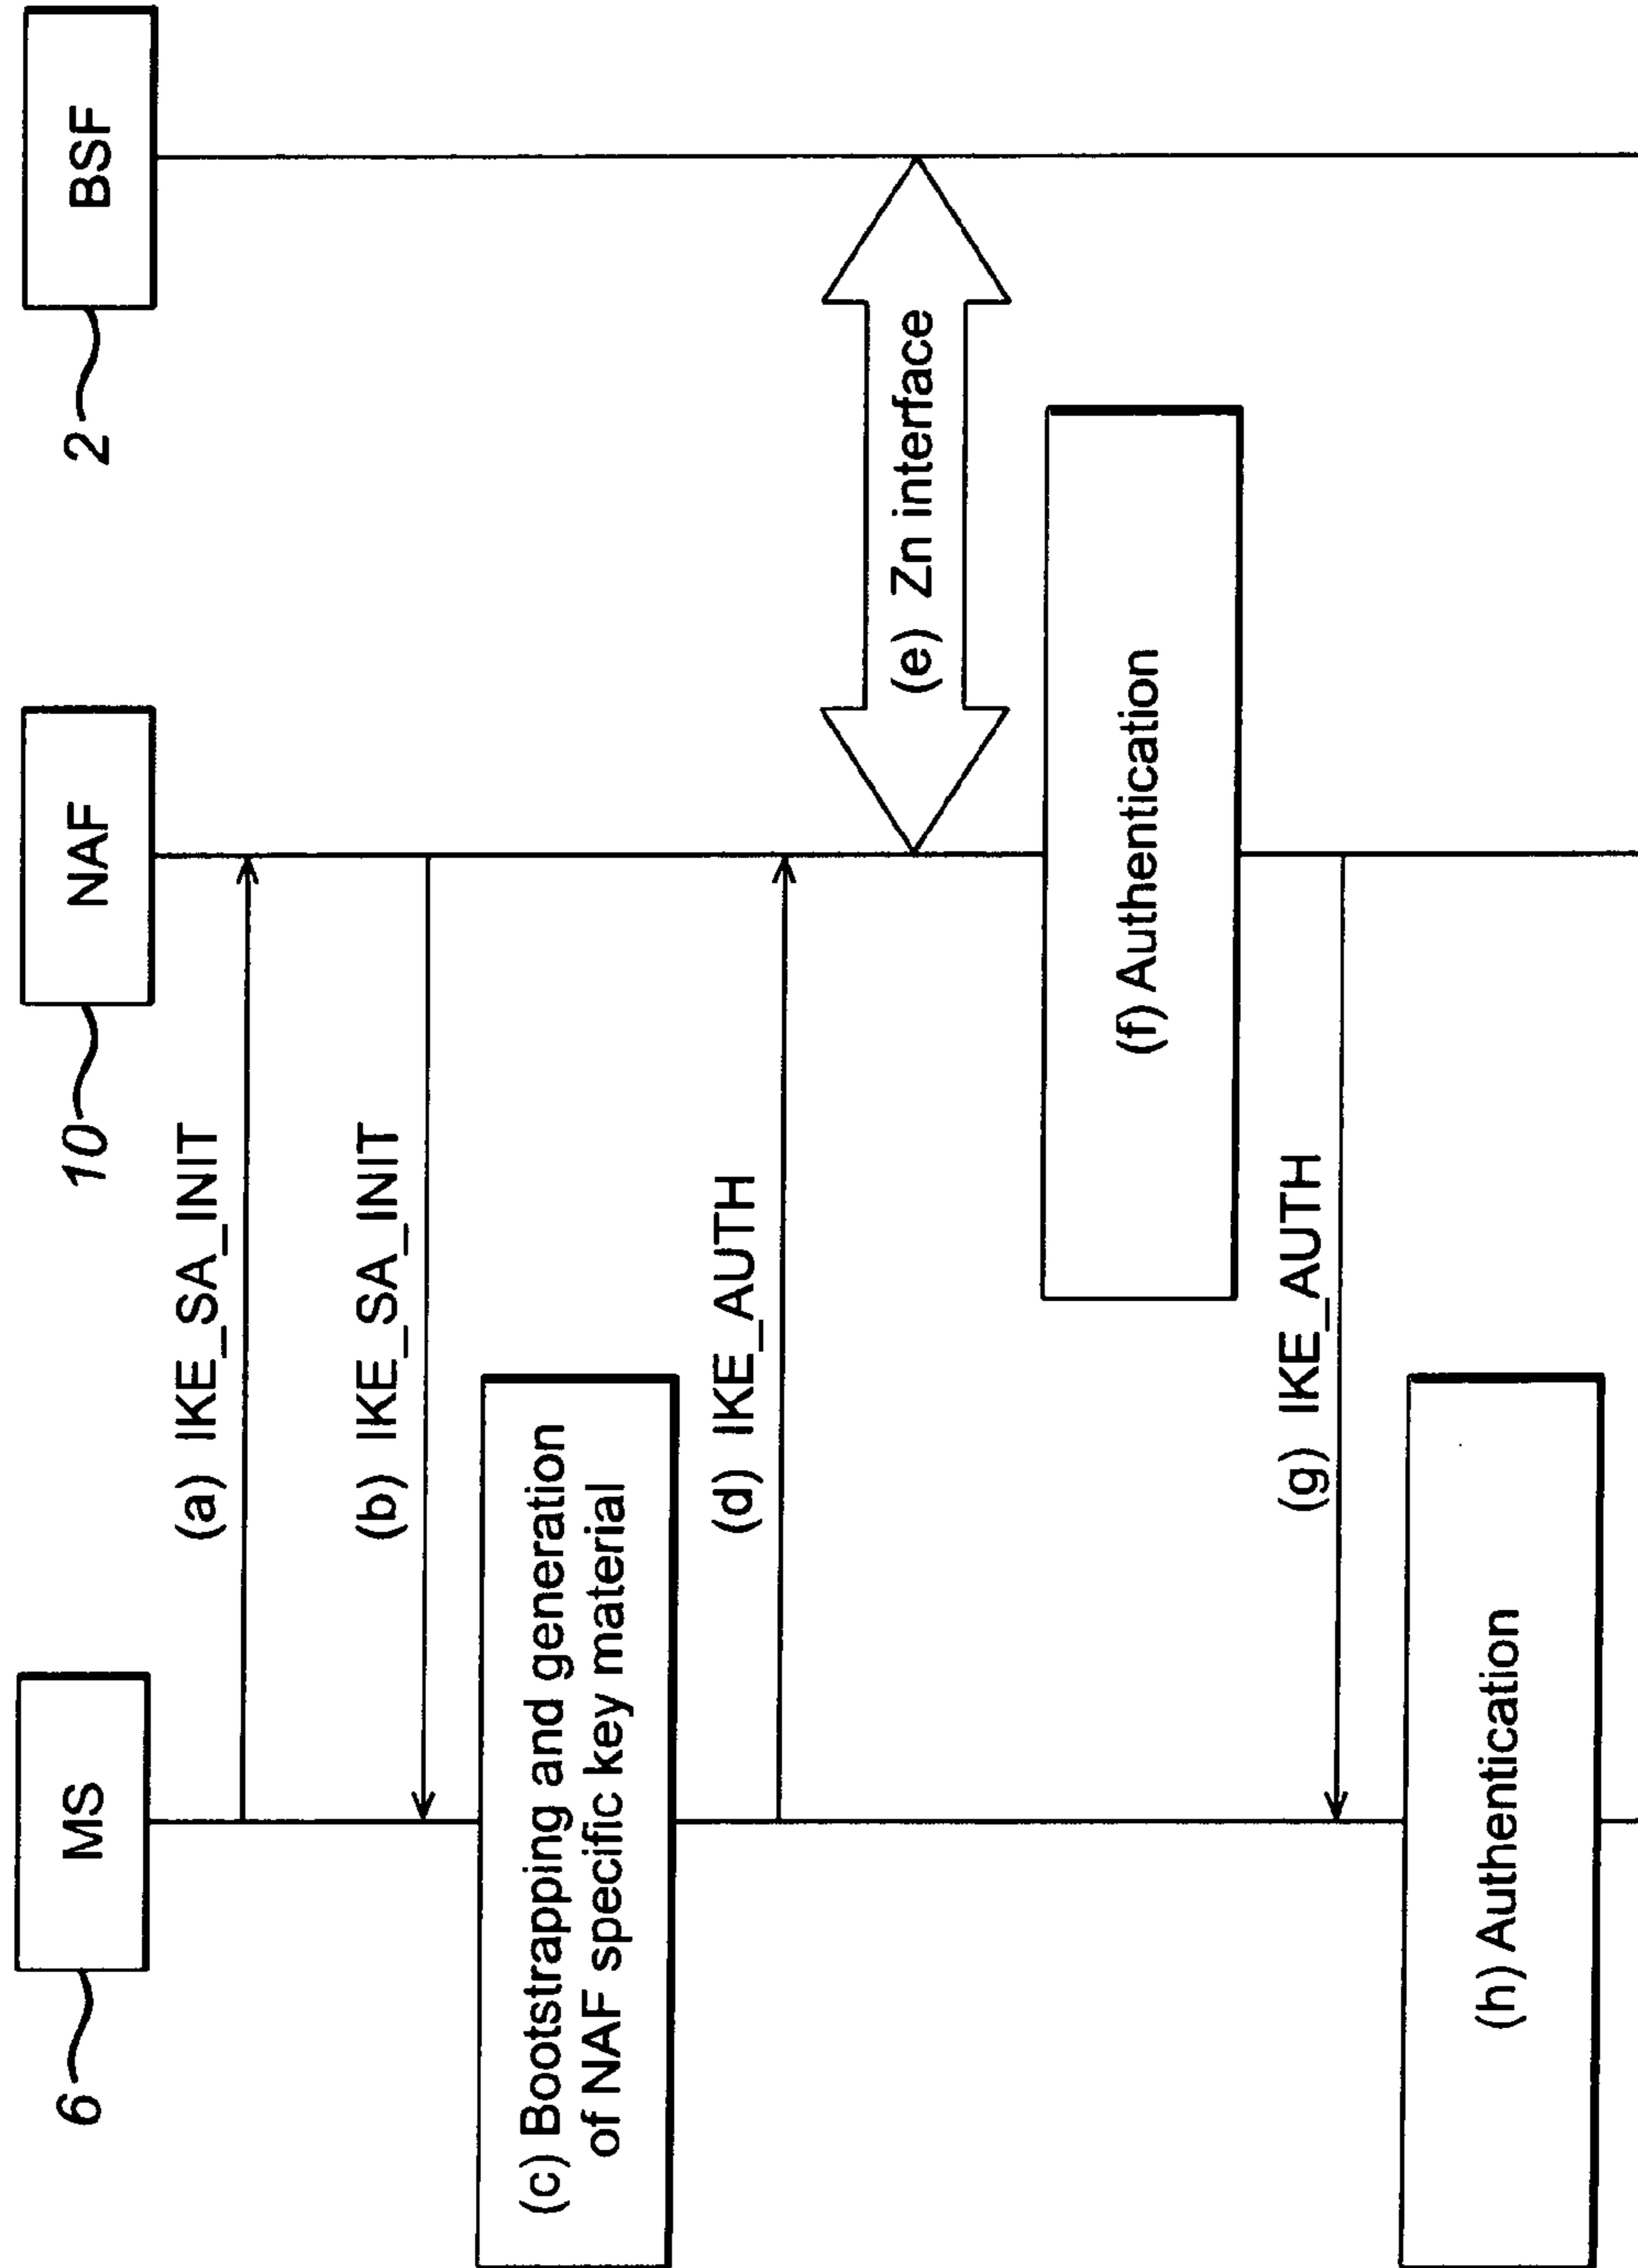 6
MS
10
NAF
2
BSF
(a) IKE_SA_INIT
(b) IKE_SA_INIT
(c) Bootstrapping and generation
of NAF specific key material
(d) IKE_AUTH
(e) Zn interface
(f) Authentication
(g) IKE_AUTH
(h) Authentication